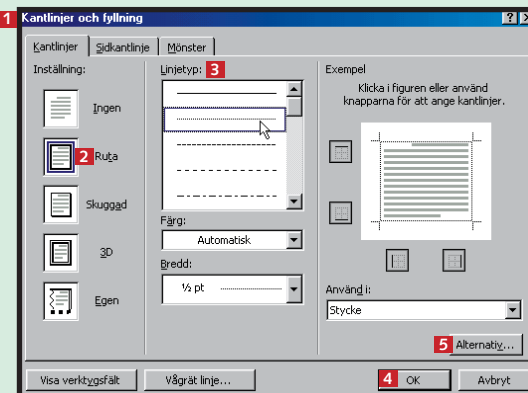 1 Kantlinjer och fyllning
Kantlinjer Sidkantlinje Mönster
Inställning:
Ingen
2 Ruta
Skuggad
3D
Egen
Linjetyp: 3
Färg:
Automatisk
Bredd:
½ pt
Exempel
Klicka i figuren eller använd
knapparna för att ange kantlinjer.
Använd i:
Stycke
5 Alternativ...
Visa verktygsfält Vågrät linje... 4 OK Avbryt